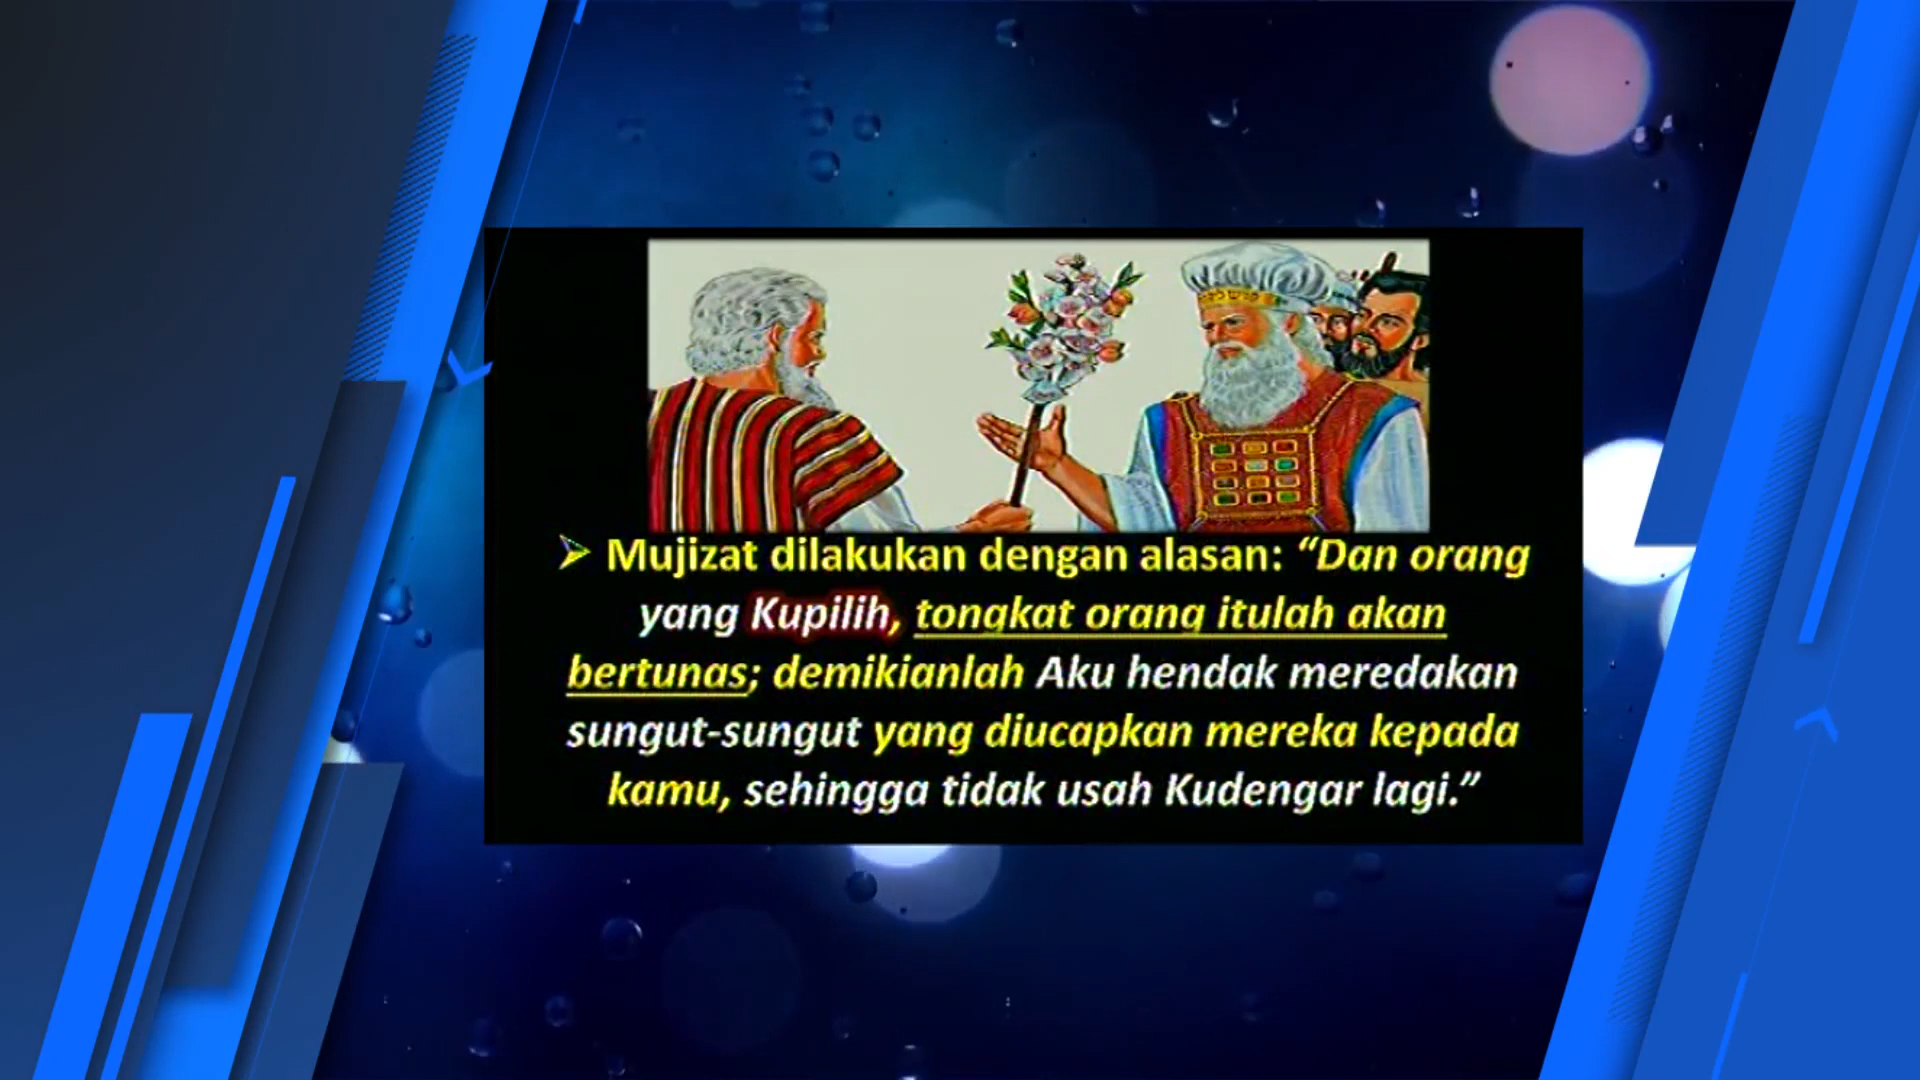 ➢ Mujizat dilakukan dengan alasan: “Dan orang
yang Kupilih, tongkat orang itulah akan
bertunas; demikianlah Aku hendak meredakan
sungut-sungut yang diucapkan mereka kepada
kamu, sehingga tidak usah Kudengar lagi.”